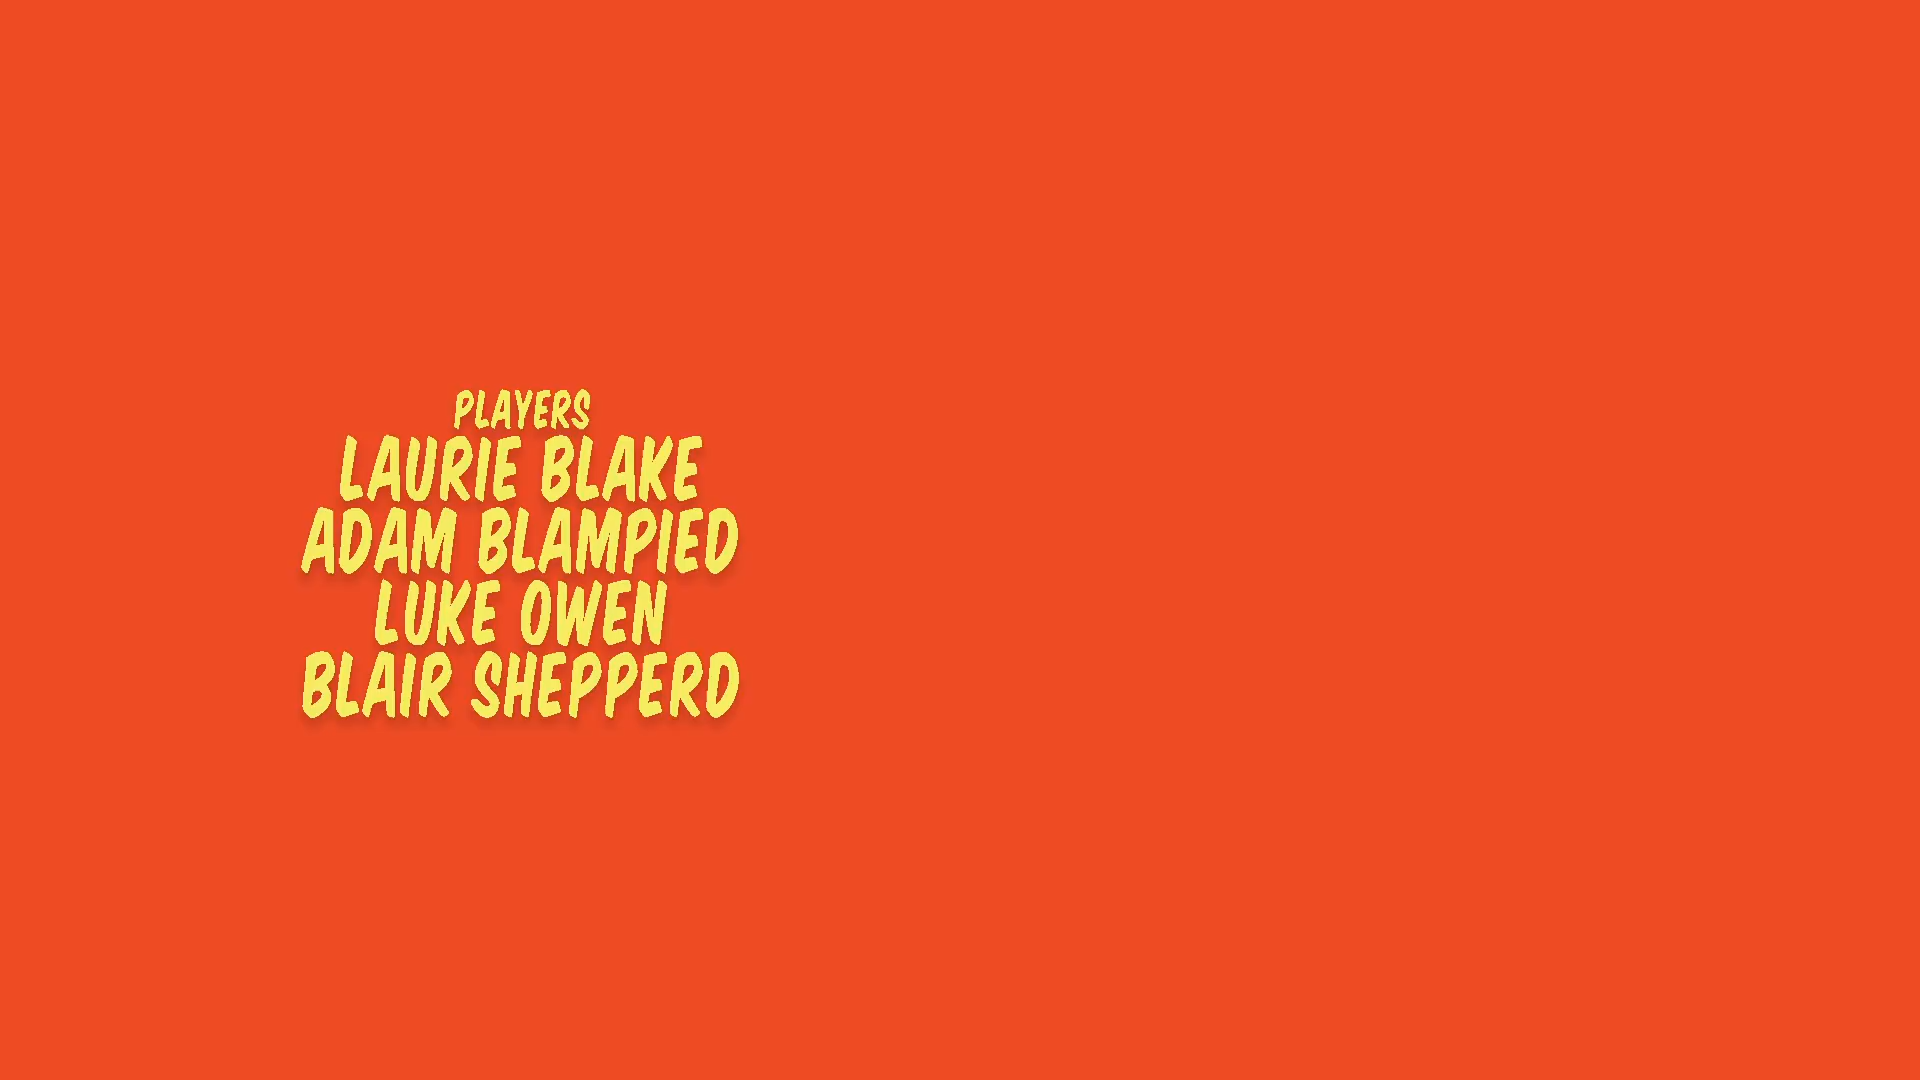 PLAYERS
LAURIE BLAKE
ADAM BLAMPIED
LUKE OWEN
BLAIR SHEPPERD